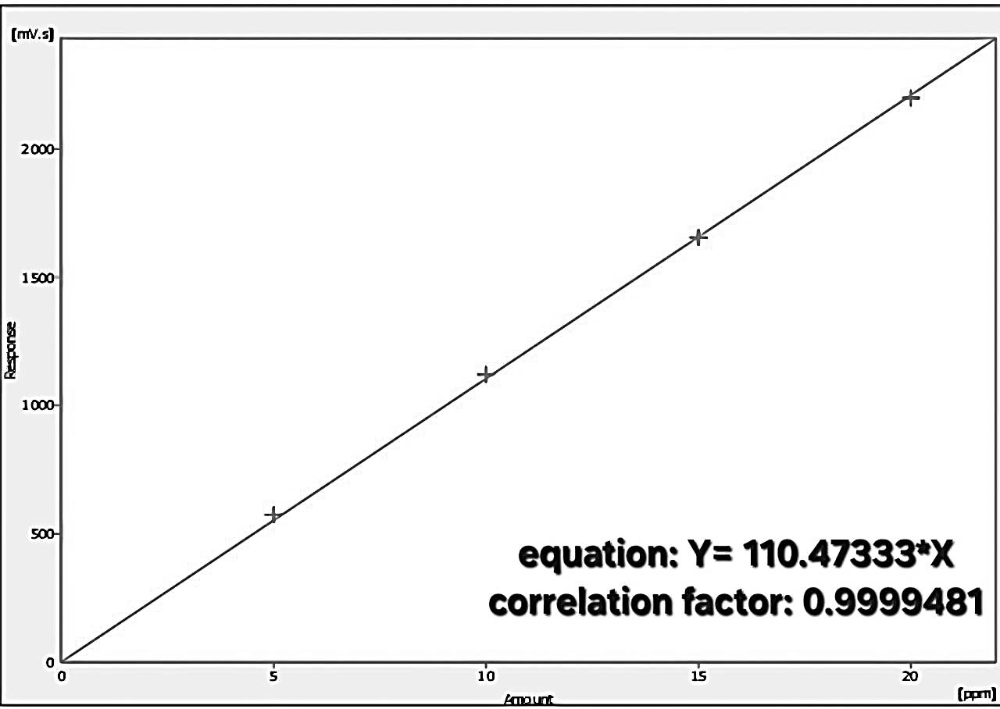 [mV.s]
2000
1500
1000
500
0
Response
0 5 10 15 20
Amount
[ppm]
equation: Y= 110.47333*X
correlation factor: 0.9999481